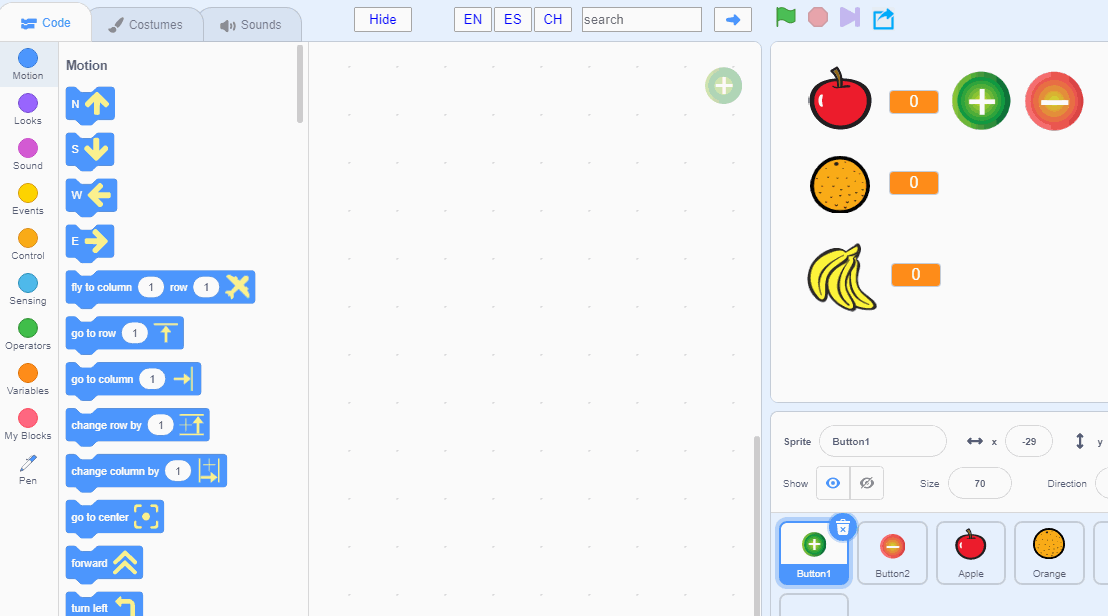 Code
Costumes
Sounds
Hide
EN
ES
CH
search
Motion
Looks
Sound
Events
Control
Sensing
Operators
Variables
My Blocks
Pen
Motion
N
S
W
E
fly to column 1 row 1
go to row 1
go to column 1
change row by 1
change column by 1
go to center
forward
turn left
0
0
0
Sprite Button1 x -29 y
Show Size 70 Direction
Button1
Button2
Apple
Orange